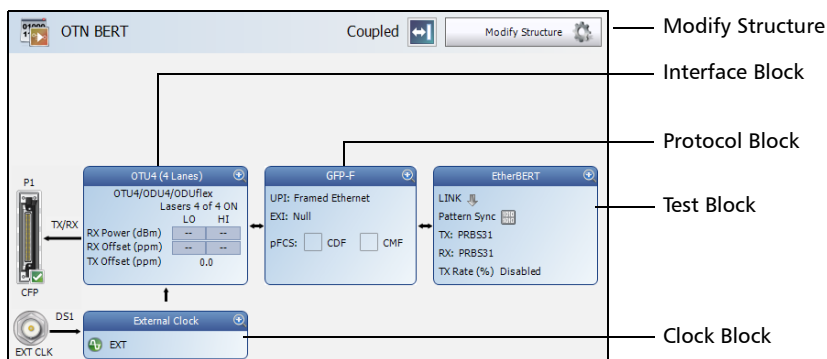 OTN BERT
Coupled
Modify Structure
Modify Structure
Interface Block
Protocol Block
Test Block
Clock Block
P1
TX/RX
CFP
OTU4 (4 Lanes)
OTU4/ODU4/ODUflex
Lasers 4 of 4 ON
LO HI
RX Power (dBm) -- --
RX Offset (ppm) -- --
TX Offset (ppm) 0.0
GFP-F
UPI: Framed Ethernet
EXI: Null
pFCS: CDF CMF
EtherBERT
LINK
Pattern Sync
TX: PRBS31
RX: PRBS31
TX Rate (%) Disabled
DS1
EXT CLK
External Clock
EXT